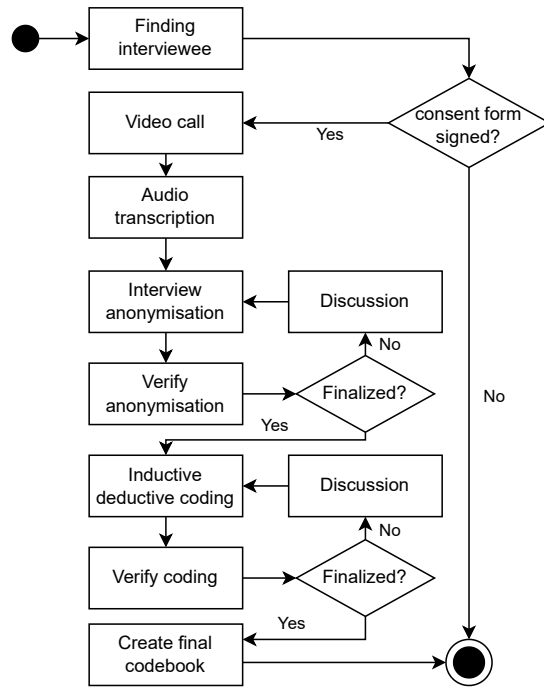 Finding
interviewee
consent form
signed?
Yes
Video call
Audio
transcription
Interview
anonymisation
Discussion
No
Verify
anonymisation
Finalized?
No
Yes
Inductive
deductive coding
Discussion
No
Verify coding
Finalized?
Yes
Create final
codebook